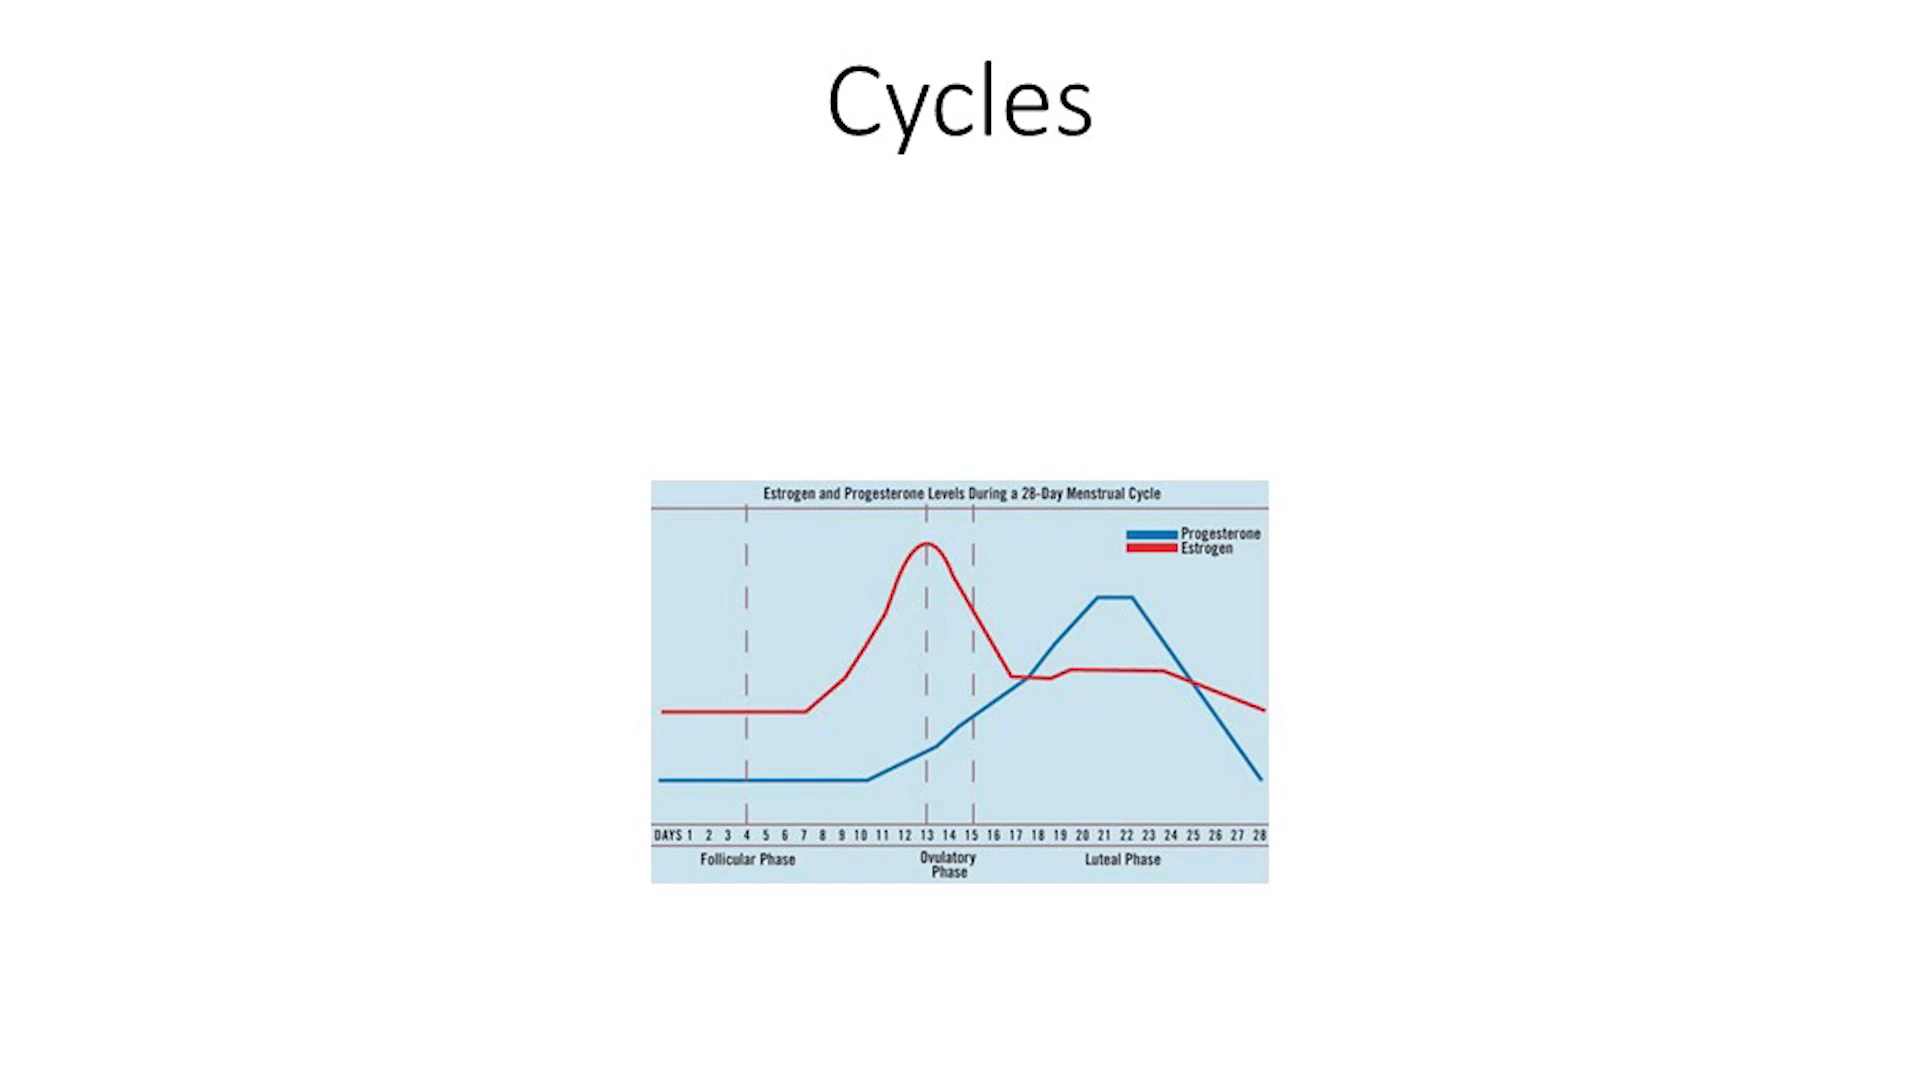 Cycles
Estrogen and Progesterone Levels During a 28-Day Menstrual Cycle
Progesterone
Estrogen
DAYS 1 2 3 4 5 6 7 8 9 10 11 12 13 14 15 16 17 18 19 20 21 22 23 24 25 26 27 28
Follicular Phase
Ovulatory
Phase
Luteal Phase